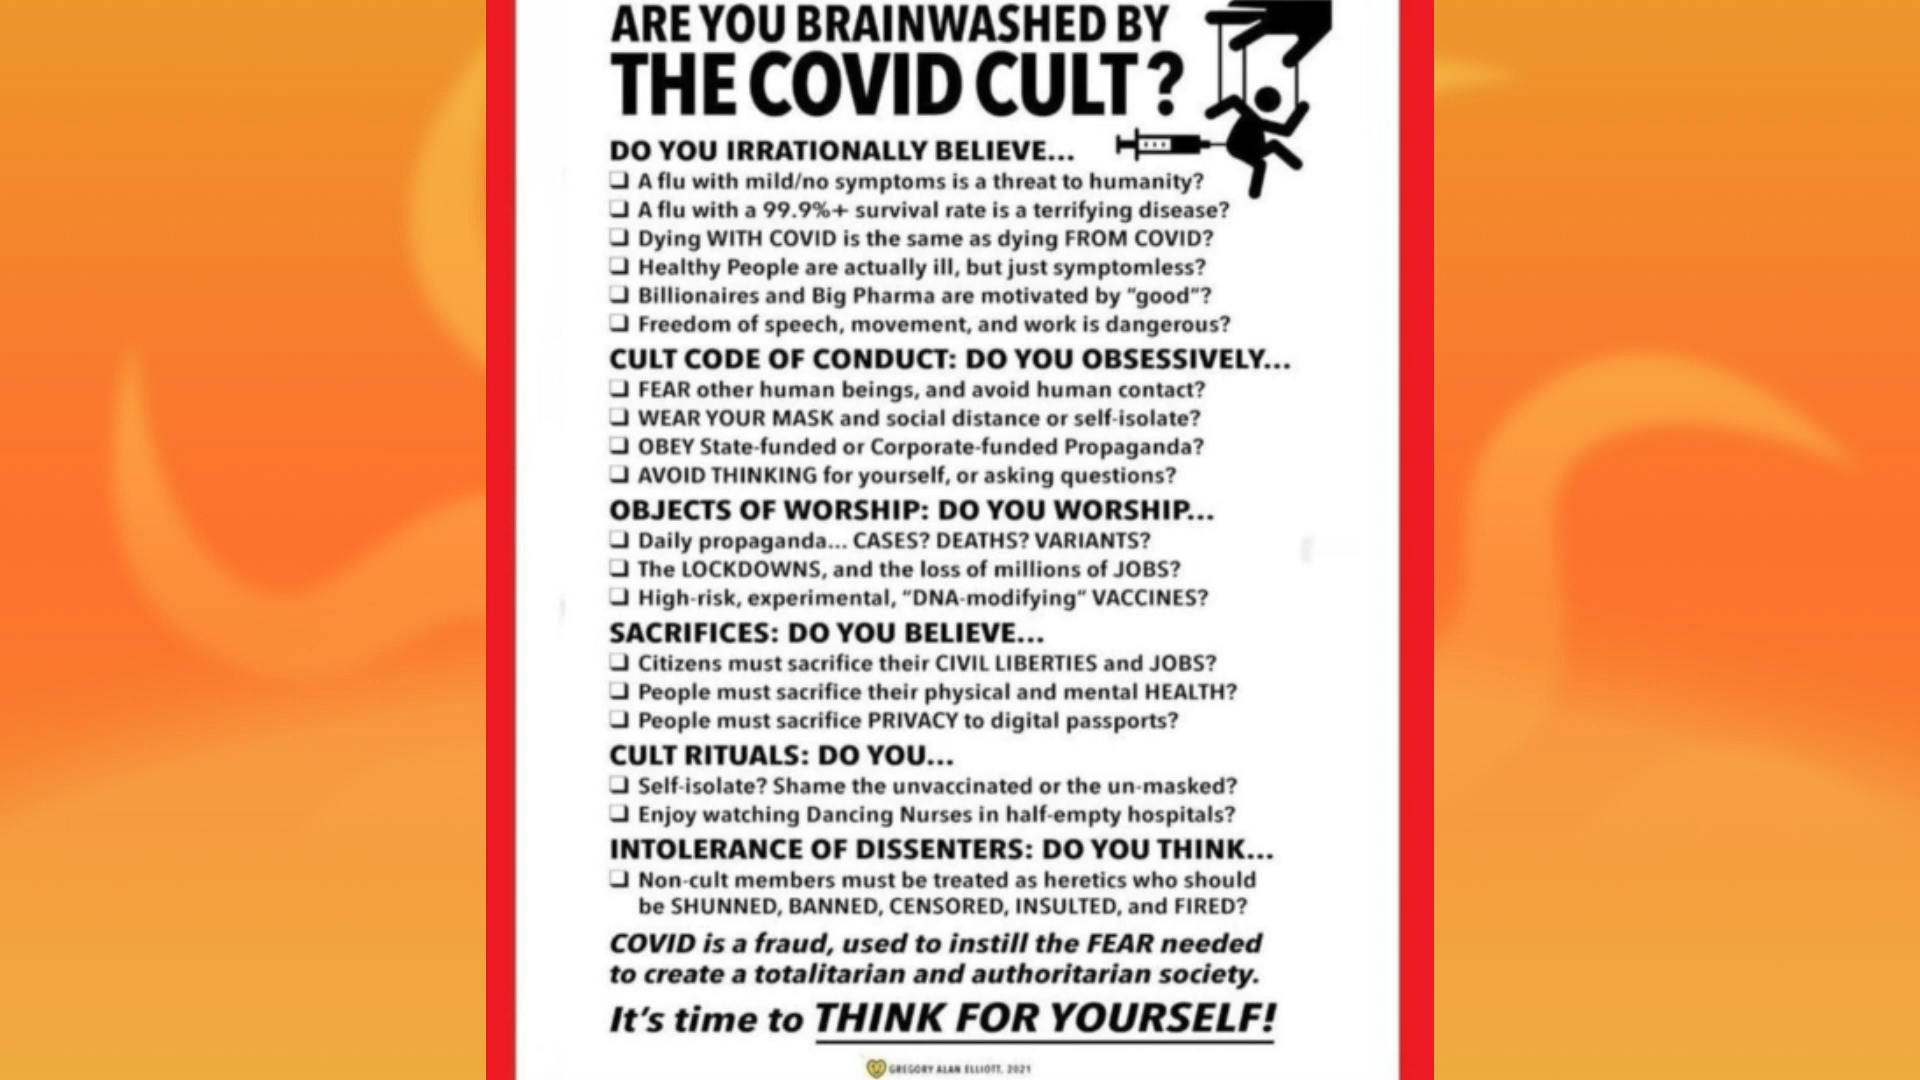 ARE YOU BRAINWASHED BY
THE COVID CULT?
DO YOU IRRATIONALLY BELIEVE...
❏ A flu with mild/no symptoms is a threat to humanity?
❏ A flu with a 99.9%+ survival rate is a terrifying disease?
❏ Dying WITH COVID is the same as dying FROM COVID?
❏ Healthy People are actually ill, but just symptomless?
❏ Billionaires and Big Pharma are motivated by "good"?
❏ Freedom of speech, movement, and work is dangerous?
CULT CODE OF CONDUCT: DO YOU OBSESSIVELY...
❏ FEAR other human beings, and avoid human contact?
❏ WEAR YOUR MASK and social distance or self-isolate?
❏ OBEY State-funded or Corporate-funded Propaganda?
❏ AVOID THINKING for yourself, or asking questions?
OBJECTS OF WORSHIP: DO YOU WORSHIP...
❏ Daily propaganda... CASES? DEATHS? VARIANTS?
❏ The LOCKDOWNS, and the loss of millions of JOBS?
❏ High-risk, experimental, "DNA-modifying" VACCINES?
SACRIFICES: DO YOU BELIEVE...
❏ Citizens must sacrifice their CIVIL LIBERTIES and JOBS?
❏ People must sacrifice their physical and mental HEALTH?
❏ People must sacrifice PRIVACY to digital passports?
CULT RITUALS: DO YOU...
❏ Self-isolate? Shame the unvaccinated or the un-masked?
❏ Enjoy watching Dancing Nurses in half-empty hospitals?
INTOLERANCE OF DISSENTERS: DO YOU THINK...
❏ Non-cult members must be treated as heretics who should
be SHUNNED, BANNED, CENSORED, INSULTED, and FIRED?
COVID is a fraud, used to instill the FEAR needed
to create a totalitarian and authoritarian society.
It's time to THINK FOR YOURSELF!
GREGORY ALAN ELLIOTT. 2021